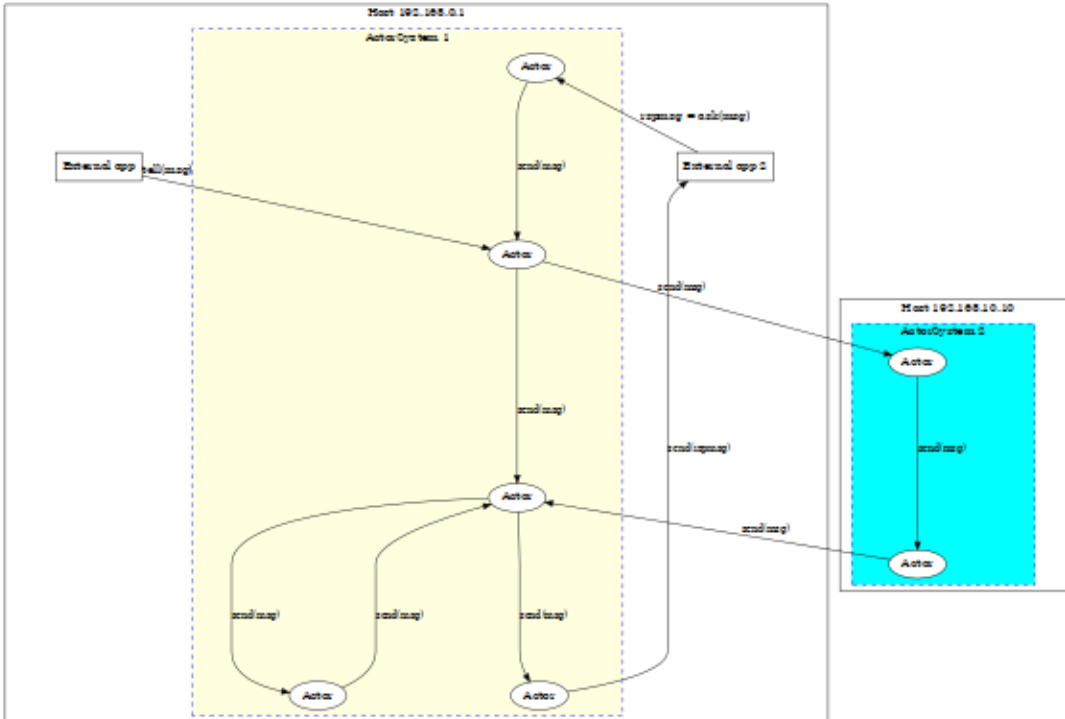 Host 192.168.0.1
ActorSystem 1
Actor
rspmsg = ask(msg)
External app
tell(msg)
send(msg)
External app 2
Actor
send(msg)
Host 192.168.10.10
ActorSystem 2
Actor
send(msg)
send(rspmsg)
send(msg)
Actor
send(msg)
Actor
send(msg)
send(msg)
send(msg)
Actor
Actor